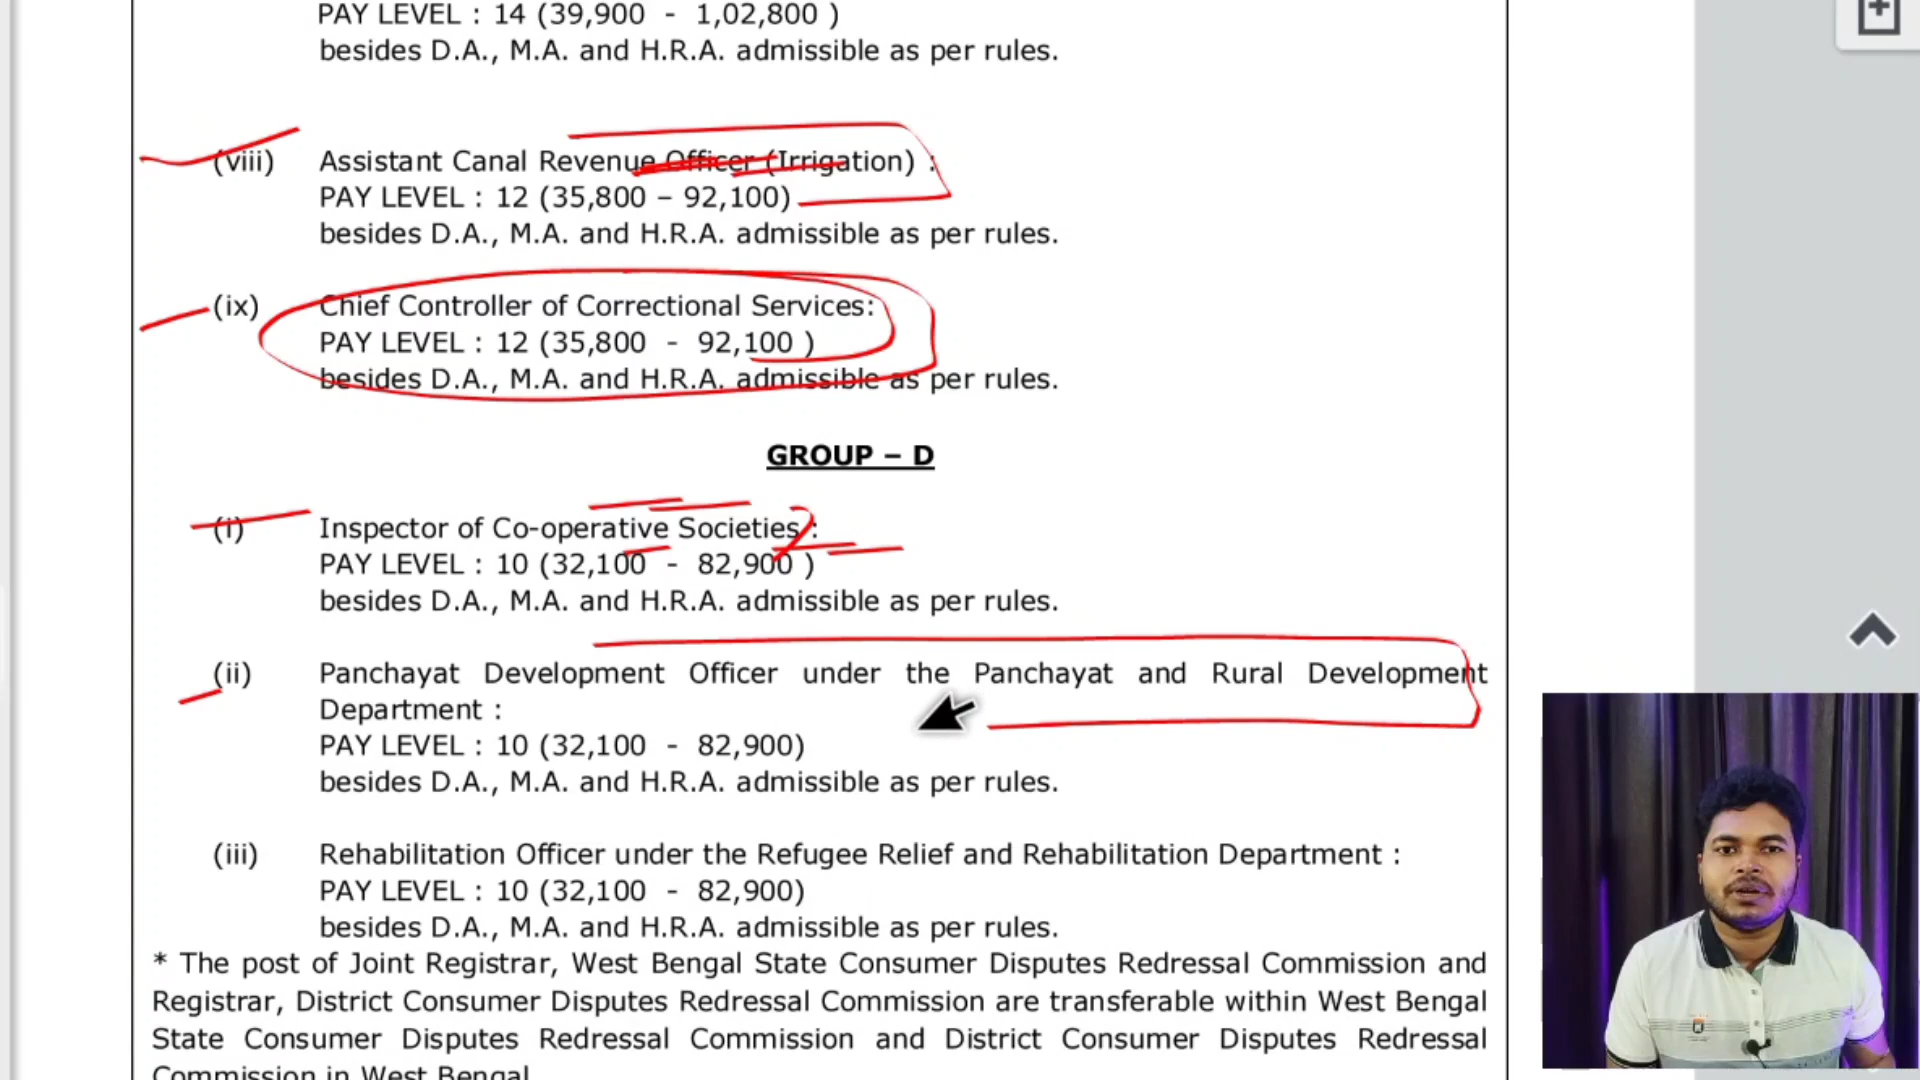 PAY LEVEL : 14 (39,900 - 1,02,800 )
besides D.A., M.A. and H.R.A. admissible as per rules.
(viii) Assistant Canal Revenue Officer (Irrigation) :
PAY LEVEL : 12 (35,800 – 92,100)
besides D.A., M.A. and H.R.A. admissible as per rules.
(ix) Chief Controller of Correctional Services:
PAY LEVEL : 12 (35,800 - 92,100 )
besides D.A., M.A. and H.R.A. admissible as per rules.
GROUP – D
(i) Inspector of Co-operative Societies :
PAY LEVEL : 10 (32,100 - 82,900 )
besides D.A., M.A. and H.R.A. admissible as per rules.
(ii) Panchayat Development Officer under the Panchayat and Rural Development
Department :
PAY LEVEL : 10 (32,100 - 82,900)
besides D.A., M.A. and H.R.A. admissible as per rules.
(iii) Rehabilitation Officer under the Refugee Relief and Rehabilitation Department :
PAY LEVEL : 10 (32,100 - 82,900)
besides D.A., M.A. and H.R.A. admissible as per rules.
* The post of Joint Registrar, West Bengal State Consumer Disputes Redressal Commission and
Registrar, District Consumer Disputes Redressal Commission are transferable within West Bengal
State Consumer Disputes Redressal Commission and District Consumer Disputes Redressal
Commission in West Bengal